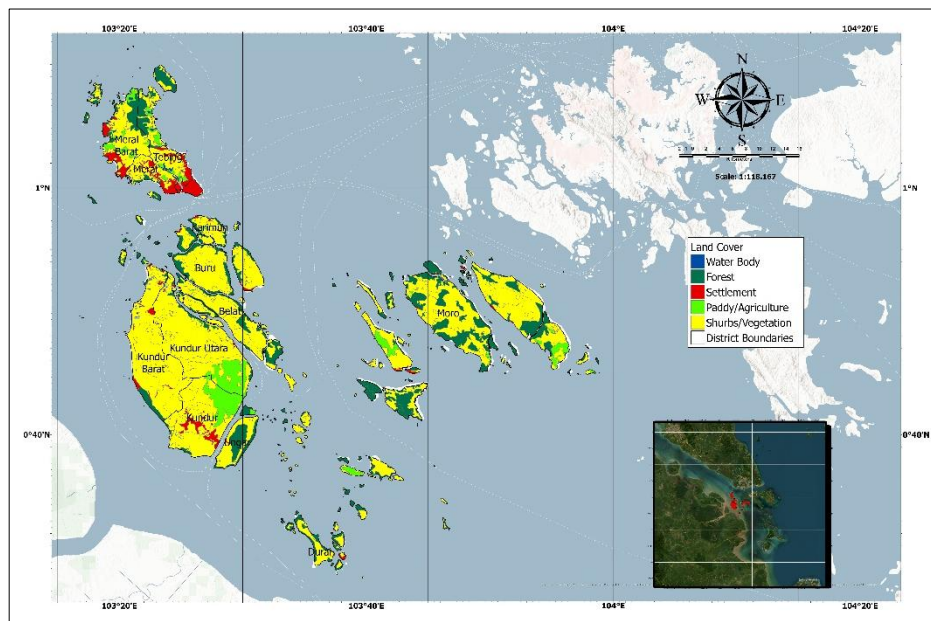 103°20'E 103°40'E 104°E 104°20'E
N
W E
S
Scale: 1:118.167
1°N 1°N
Meral
Barat
Tebing
Meral
Karimun
Buru
Belat
Moro
Kundur Utara
Kundur
Barat
Kundur
Ungar
Durai
Land Cover
Water Body
Forest
Settlement
Paddy/Agriculture
Shurbs/Vegetation
District Boundaries
0°40'N 0°40'N
103°20'E 103°40'E 104°E 104°20'E